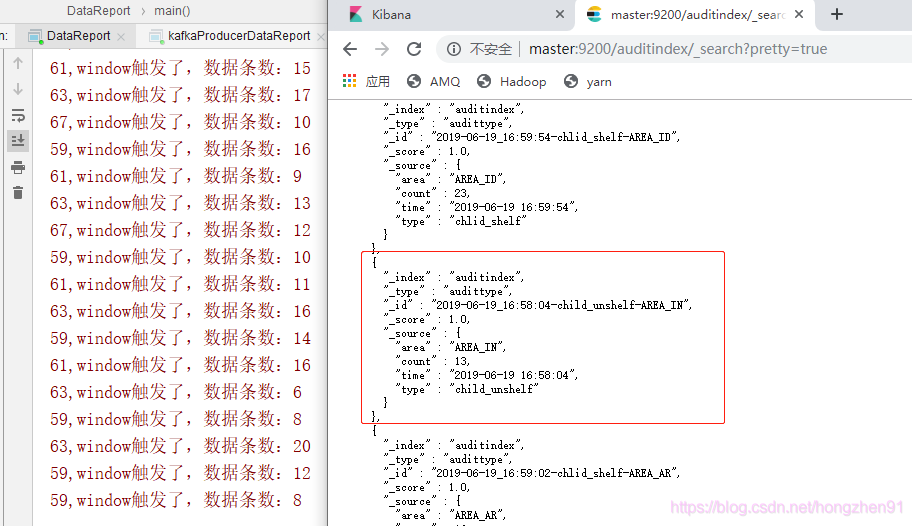 DataReport › main()
n:
DataReport ×
kafkaProducerDataReport ×
61,window触发了，数据条数：15
63,window触发了，数据条数：17
67,window触发了，数据条数：10
59,window触发了，数据条数：16
61,window触发了，数据条数：9
63,window触发了，数据条数：13
67,window触发了，数据条数：12
59,window触发了，数据条数：10
61,window触发了，数据条数：11
63,window触发了，数据条数：16
59,window触发了，数据条数：14
61,window触发了，数据条数：16
63,window触发了，数据条数：6
59,window触发了，数据条数：8
63,window触发了，数据条数：20
59,window触发了，数据条数：12
59,window触发了，数据条数：8
Kibana
master:9200/auditindex/_sear
不安全 | master:9200/auditindex/_search?pretty=true
应用 AMQ Hadoop yarn
"_index" : "auditindex",
"_type" : "audittype",
"_id" : "2019-06-19_16:59:54-chlid_shelf-AREA_ID",
"_score" : 1.0,
"_source" : {
"area" : "AREA_ID",
"count" : 23,
"time" : "2019-06-19 16:59:54",
"type" : "chlid_shelf"
}
},
{
"_index" : "auditindex",
"_type" : "audittype",
"_id" : "2019-06-19_16:58:04-child_unshelf-AREA_IN",
"_score" : 1.0,
"_source" : {
"area" : "AREA_IN",
"count" : 13,
"time" : "2019-06-19 16:58:04",
"type" : "child_unshelf"
}
},
{
"_index" : "auditindex",
"_type" : "audittype",
"_id" : "2019-06-19_16:59:02-chlid_shelf-AREA_AR",
"_score" : 1.0,
"_source" : {
"area" : "AREA_AR",
https://blog.csdn.net/hongzhen91